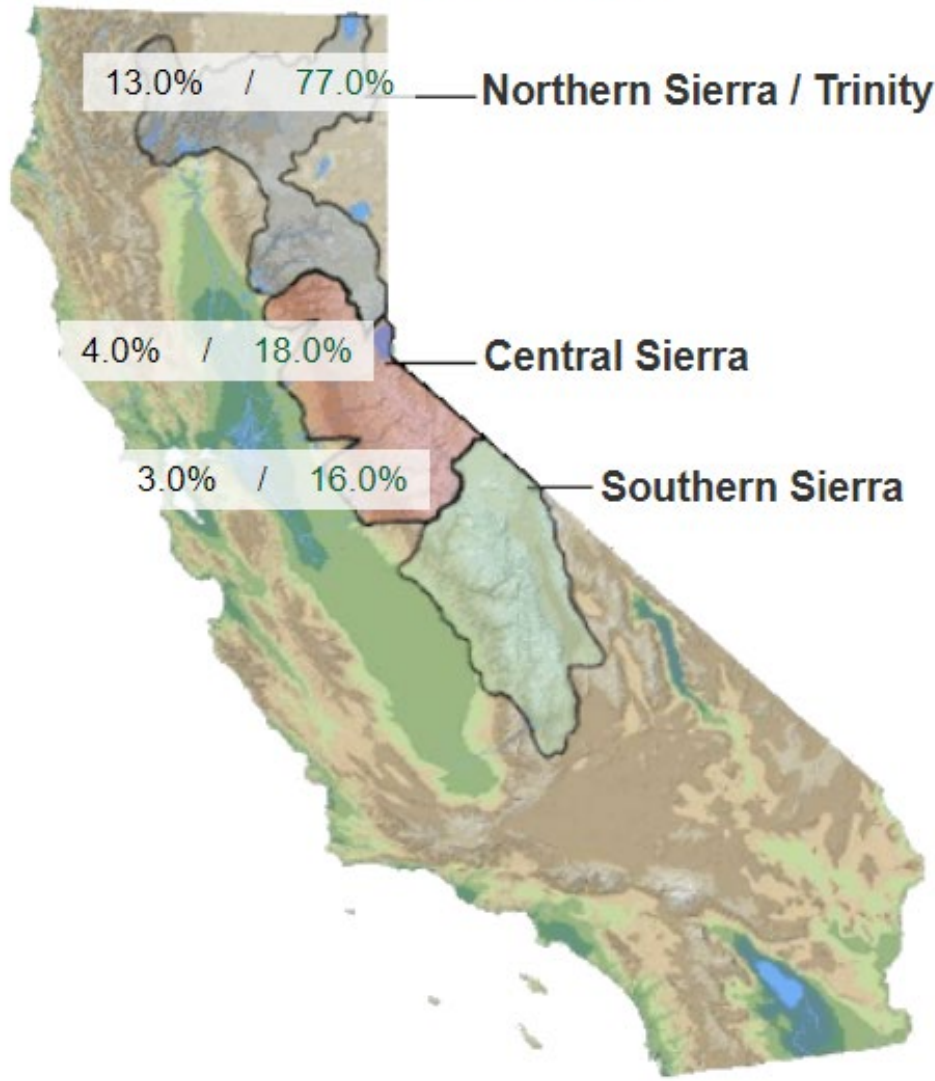 13.0% / 77.0% Northern Sierra / Trinity
4.0% / 18.0% Central Sierra
3.0% / 16.0% Southern Sierra